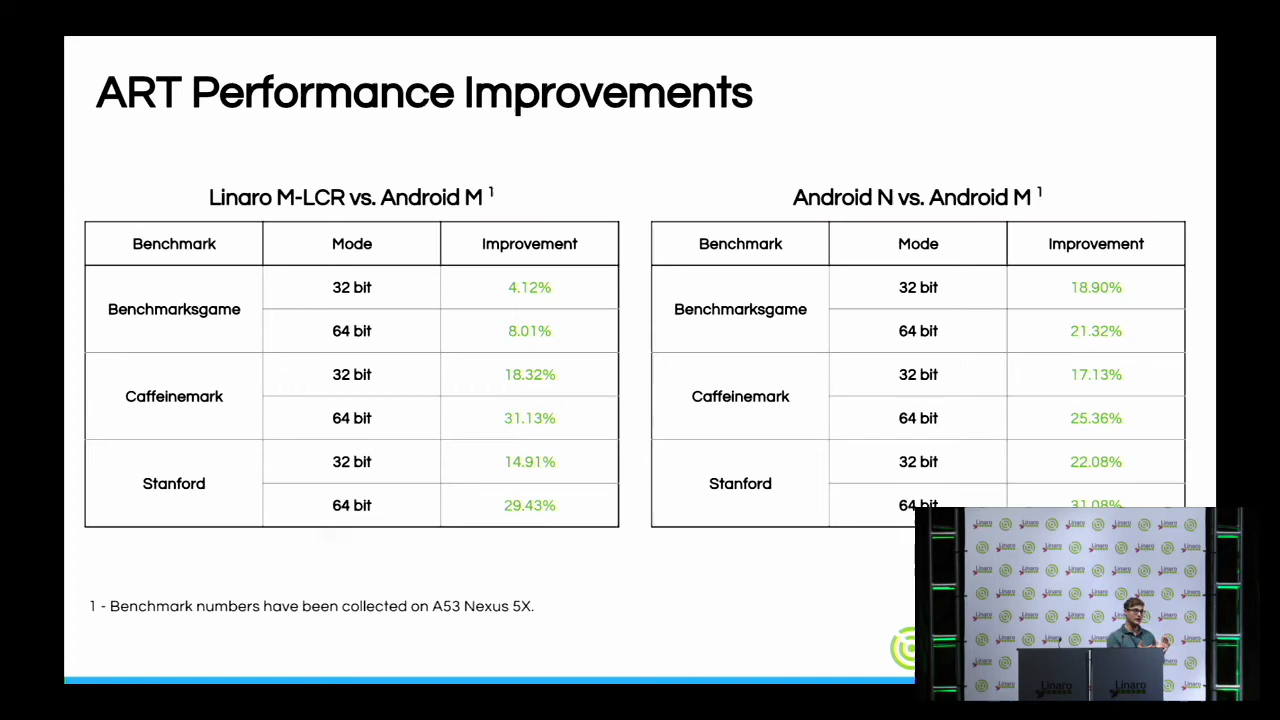 ART Performance Improvements
Linaro M-LCR vs. Android M 1
Benchmark Mode Improvement
Benchmarksgame 32 bit 4.12%
64 bit 8.01%
Caffeinemark 32 bit 18.32%
64 bit 31.13%
Stanford 32 bit 14.91%
64 bit 29.43%
Android N vs. Android M 1
Benchmark Mode Improvement
Benchmarksgame 32 bit 18.90%
64 bit 21.32%
Caffeinemark 32 bit 17.13%
64 bit 25.36%
Stanford 32 bit 22.08%
64 bit 31.08%
1 - Benchmark numbers have been collected on A53 Nexus 5X.
Linaro
Linaro